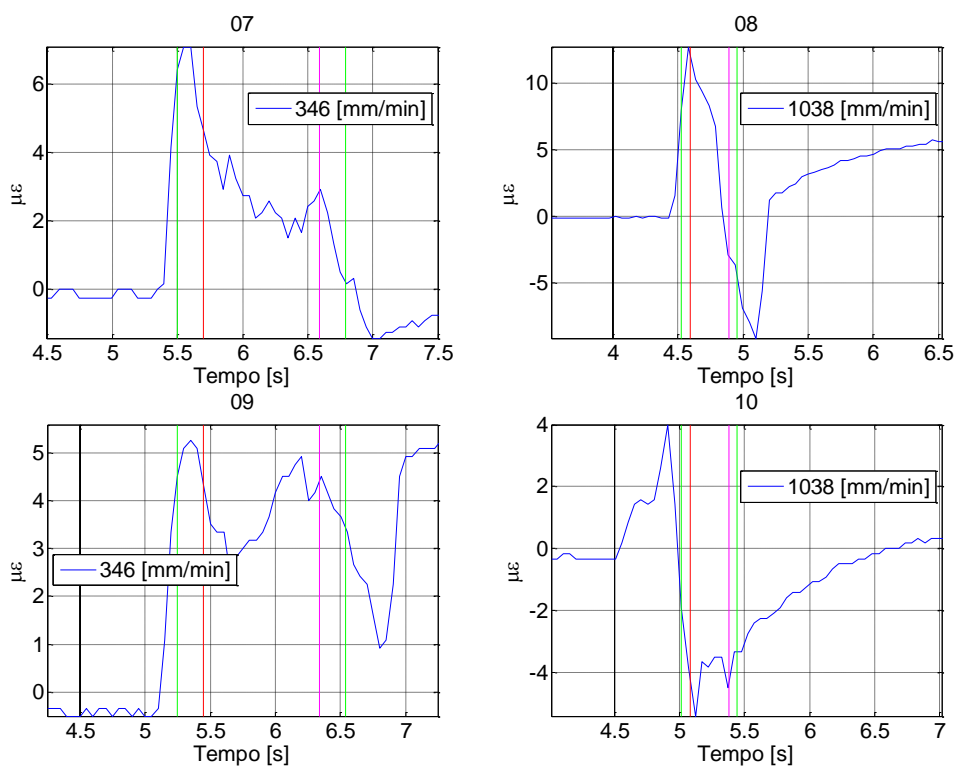 07
6
4
2
0
με
346 [mm/min]
4.5 5 5.5 6 6.5 7 7.5
Tempo [s]
08
10
5
0
-5
με
1038 [mm/min]
4 4.5 5 5.5 6 6.5
Tempo [s]
09
5
4
3
2
1
0
με
346 [mm/min]
4.5 5 5.5 6 6.5 7
Tempo [s]
10
4
2
0
-2
-4
με
1038 [mm/min]
4.5 5 5.5 6 6.5 7
Tempo [s]